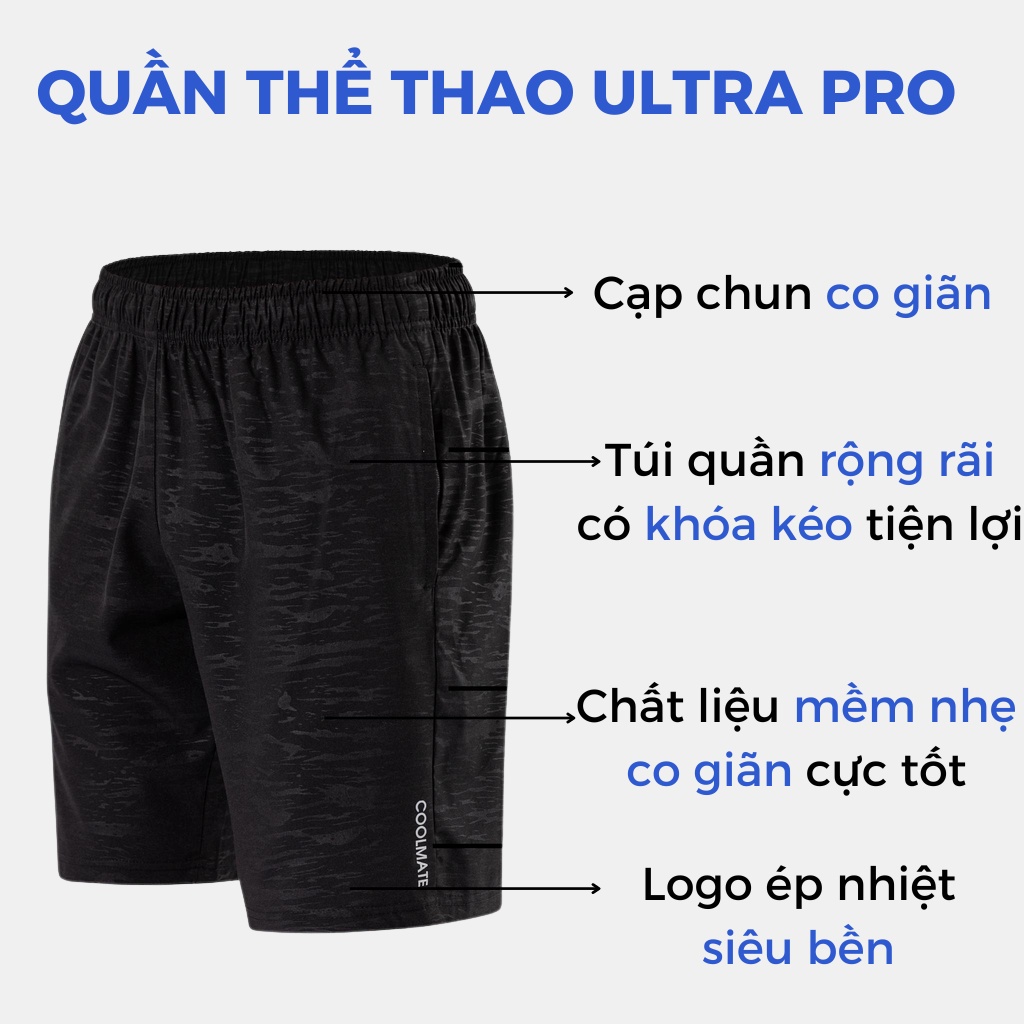 QUẦN THỂ THAO ULTRA PRO
Cạp chun co giãn
Túi quần rộng rãi
có khóa kéo tiện lợi
Chất liệu mềm nhẹ
co giãn cực tốt
COOLMATE
Logo ép nhiệt
siêu bền